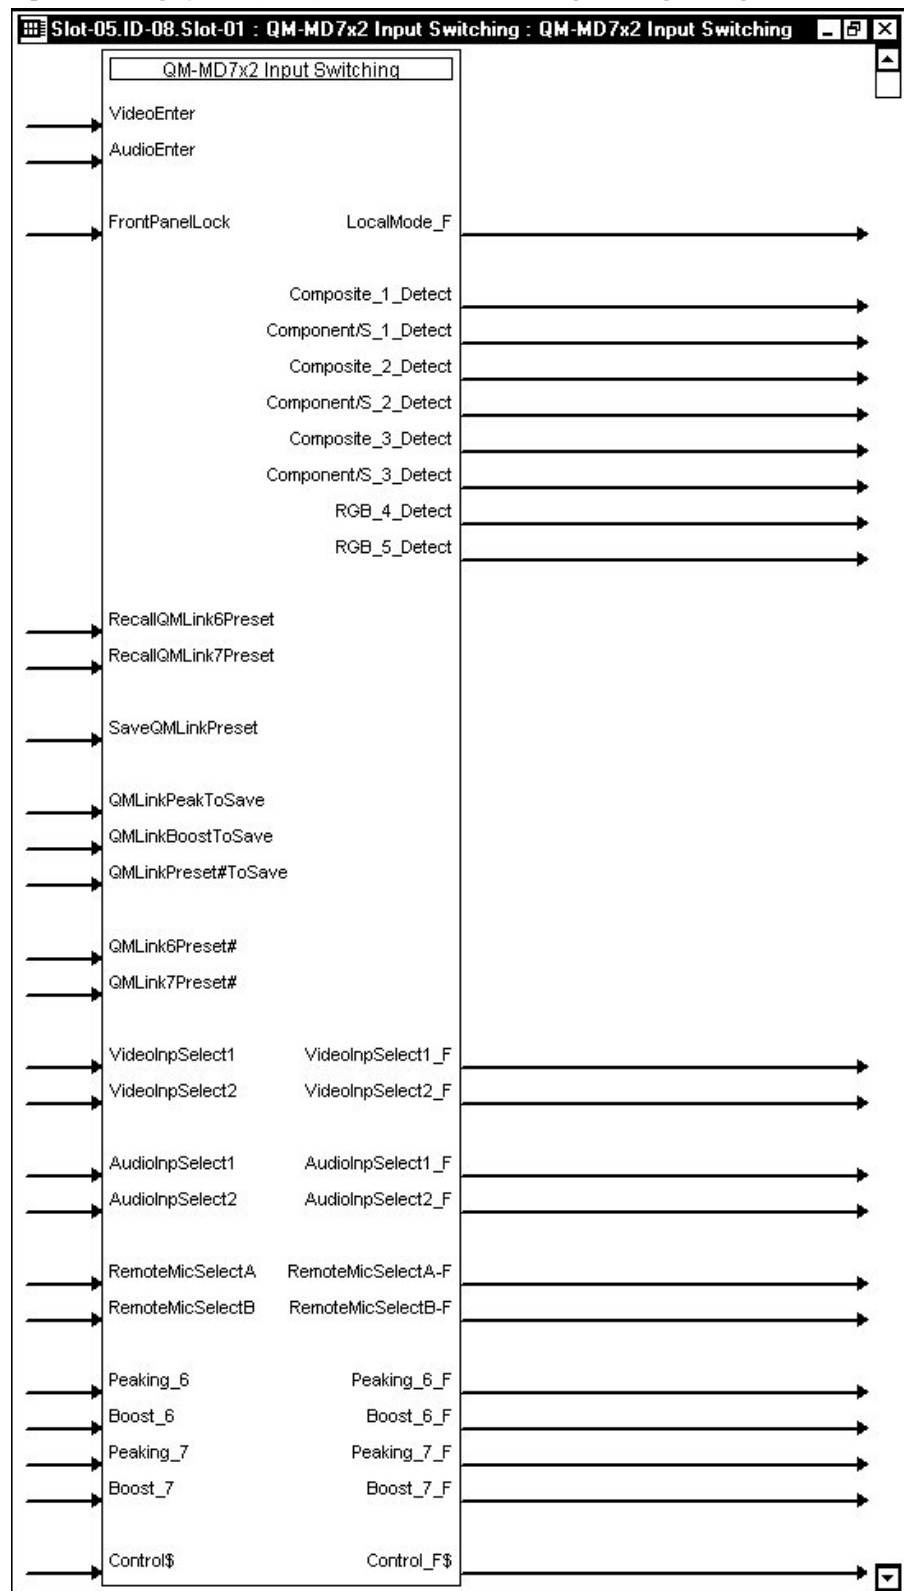 Slot-05.ID-08.Slot-01 : QM-MD7x2 Input Switching : QM-MD7x2 Input Switching
QM-MD7x2 Input Switching
VideoEnter
AudioEnter
FrontPanelLock LocalMode_F
Composite_1_Detect
Component/S_1_Detect
Composite_2_Detect
Component/S_2_Detect
Composite_3_Detect
Component/S_3_Detect
RGB_4_Detect
RGB_5_Detect
RecallQMLink6Preset
RecallQMLink7Preset
SaveQMLinkPreset
QMLinkPeakToSave
QMLinkBoostToSave
QMLinkPreset#ToSave
QMLink6Preset#
QMLink7Preset#
VideoInpSelect1 VideoInpSelect1_F
VideoInpSelect2 VideoInpSelect2_F
AudioInpSelect1 AudioInpSelect1_F
AudioInpSelect2 AudioInpSelect2_F
RemoteMicSelectA RemoteMicSelectA-F
RemoteMicSelectB RemoteMicSelectB-F
Peaking_6 Peaking_6_F
Boost_6 Boost_6_F
Peaking_7 Peaking_7_F
Boost_7 Boost_7_F
Control$ Control_F$